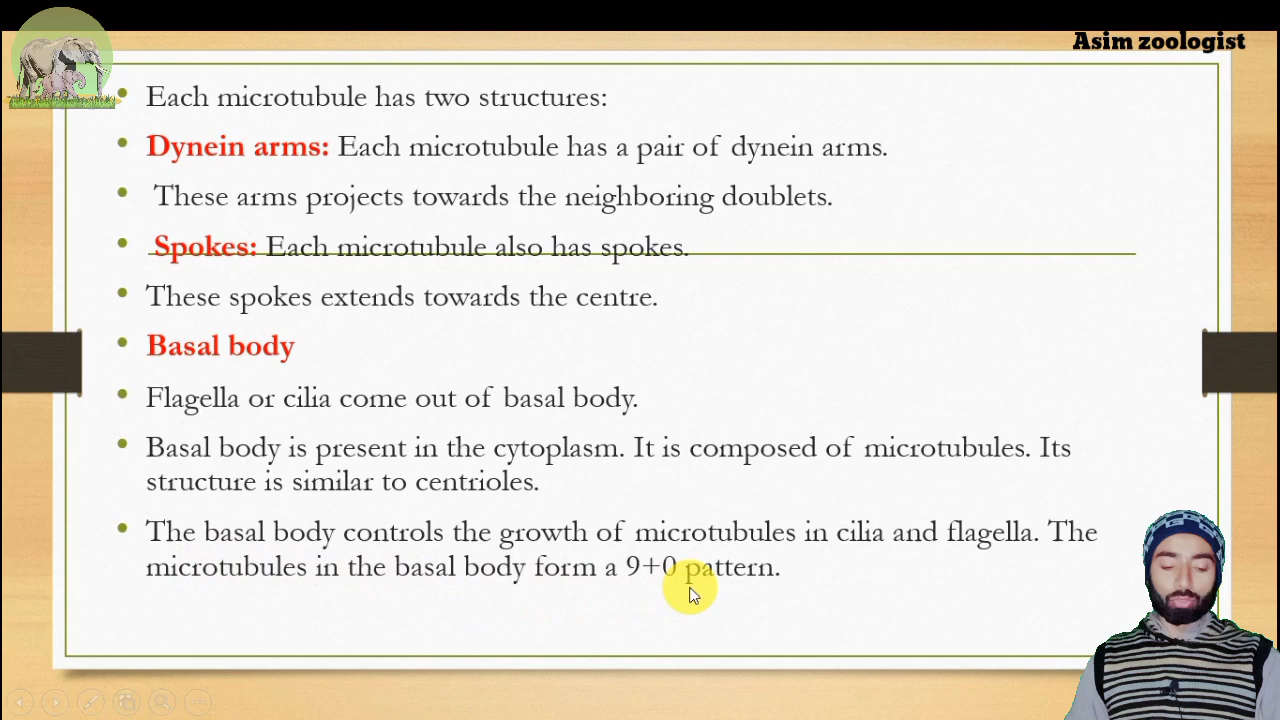 Asim zoologist
Each microtubule has two structures:
Dynein arms: Each microtubule has a pair of dynein arms.
These arms projects towards the neighboring doublets.
Spokes: Each microtubule also has spokes.
These spokes extends towards the centre.
Basal body
Flagella or cilia come out of basal body.
Basal body is present in the cytoplasm. It is composed of microtubules. Its
structure is similar to centrioles.
The basal body controls the growth of microtubules in cilia and flagella. The
microtubules in the basal body form a 9+0 pattern.